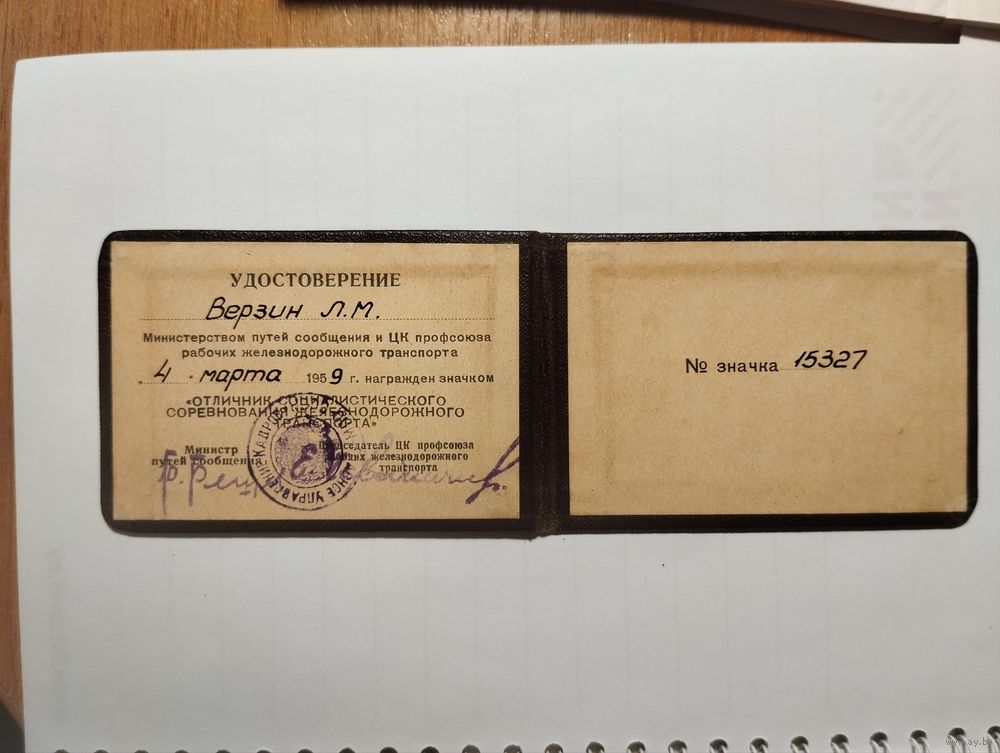 УДОСТОВЕРЕНИЕ
Верзин Л.М.
Министерством путей сообщения и ЦК профсоюза
рабочих железнодорожного транспорта
„4 " марта 1959 г. награжден значком
«ОТЛИЧНИК СОЦИАЛИСТИЧЕСКОГО
СОРЕВНОВАНИЯ ЖЕЛЕЗНОДОРОЖНОГО
ТРАНСПОРТА»
Министр
путей сообщения
Председатель ЦК профсоюза
рабочих железнодорожного
транспорта
№ значка 15327